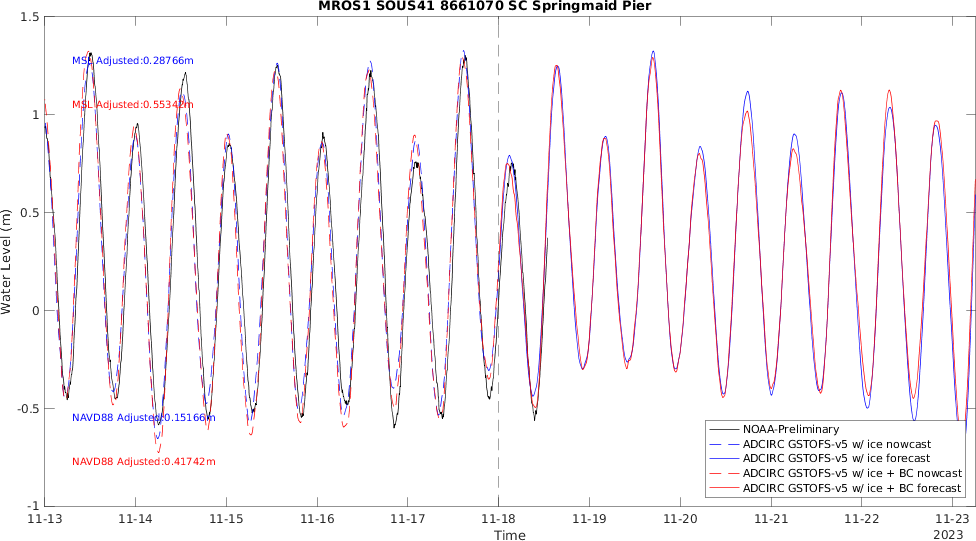 MROS1 SOUS41 8661070 SC Springmaid Pier
1.5
1
0.5
0
-0.5
-1
Water Level (m)
MSL Adjusted:0.28766m
MSL Adjusted:0.5534 m
NAVD88 Adjusted:0.15166m
NAVD88 Adjusted:0.41742m
NOAA-Preliminary
ADCIRC GSTOFS-v5 w/ ice nowcast
ADCIRC GSTOFS-v5 w/ ice forecast
ADCIRC GSTOFS-v5 w/ ice + BC nowcast
ADCIRC GSTOFS-v5 w/ ice + BC forecast
11-13 11-14 11-15 11-16 11-17 11-18 11-19 11-20 11-21 11-22 11-23
Time
2023